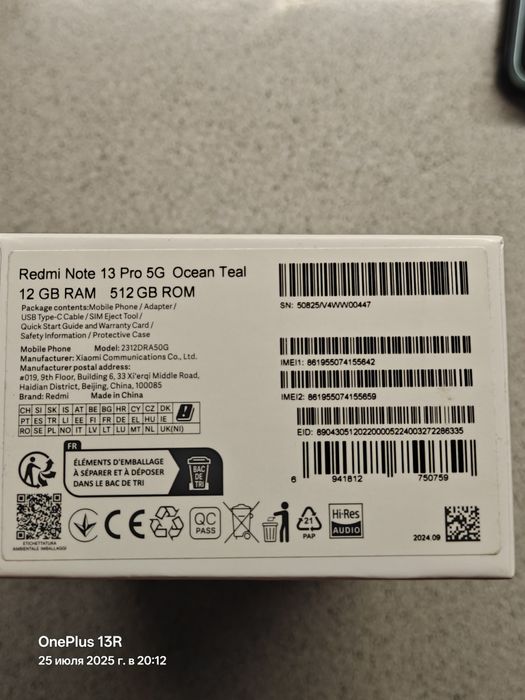 Redmi Note 13 Pro 5G Ocean Teal
12 GB RAM 512 GB ROM
Package contents:Mobile Phone / Adapter /
USB Type-C Cable / SIM Eject Tool /
Quick Start Guide and Warranty Card /
Safety Information / Protective Case
Mobile Phone Model: 2312DRA50G
Manufacturer: Xiaomi Communications Co., Ltd.
Manufacturer postal address:
#019, 9th Floor, Building 6, 33 Xi'erqi Middle Road,
Haidian District, Beijing, China, 100085
Brand: Redmi Made in China
CH SI SK IS AT BE BG HR CY CZ DK
PT ES TR LI EE FI FR DE EL HU IE
RO SE PL NO IT LV LT LU MT NL UK(NI)
SN: 50825/V4WW00447
IMEI1: 861955074155642
IMEI2: 861955074155659
EID: 89043051202200005224003272286335
6 941812 750759
FR
ÉLÉMENTS D'EMBALLAGE
À SÉPARER ET À DÉPOSER
DANS LE BAC DE TRI
BAC
DE
TRI
ETICHETTATURA
AMBIENTALE IMBALLAGGI
CE
QC
PASS
21
PAP
Hi-Res
AUDIO
2024.09
OnePlus 13R
25 июля 2025 г. в 20:12